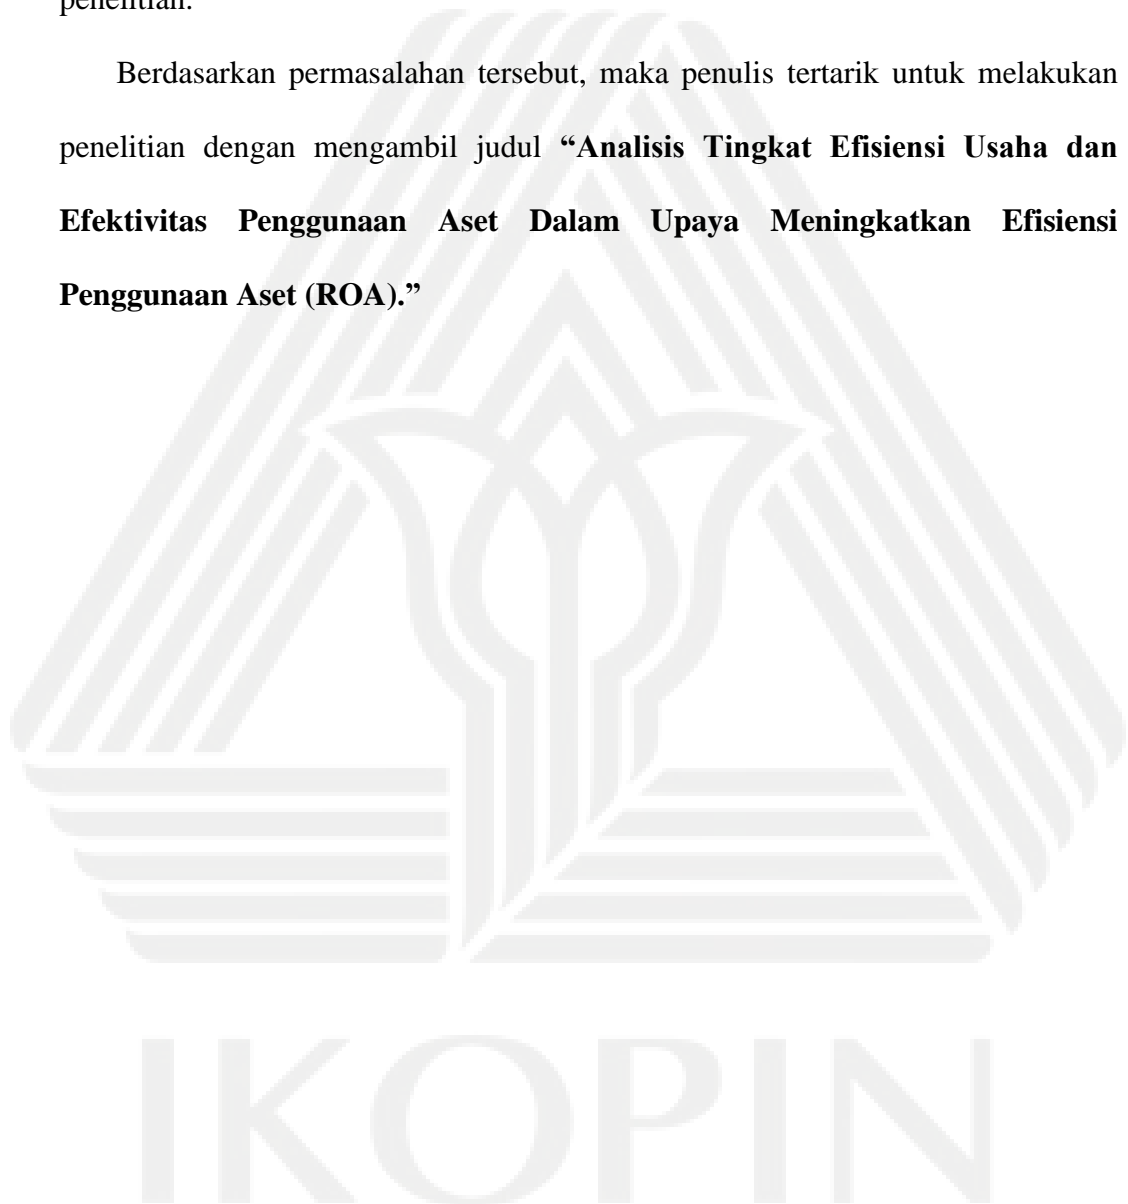 penelitian.
Berdasarkan permasalahan tersebut, maka penulis tertarik untuk melakukan
penelitian dengan mengambil judul “Analisis Tingkat Efisiensi Usaha dan
Efektivitas Penggunaan Aset Dalam Upaya Meningkatkan Efisiensi
Penggunaan Aset (ROA).”
IKOPIN